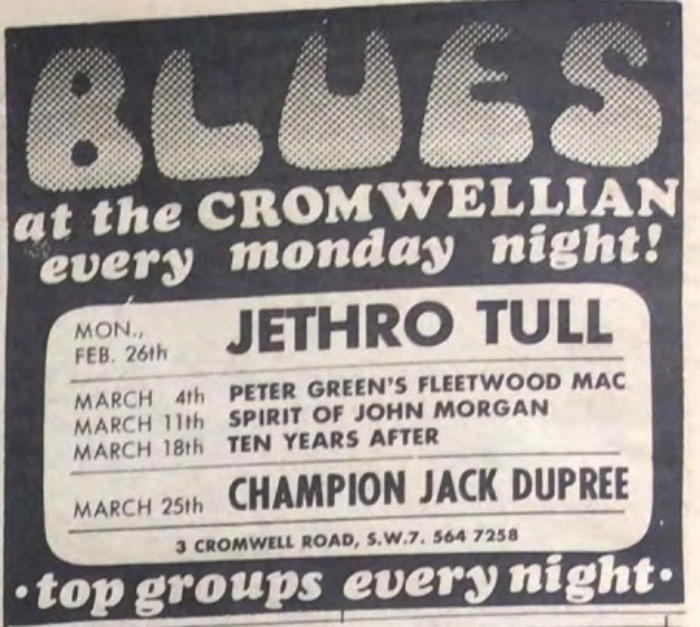 BLUES
at the CROMWELLIAN
every monday night!
MON.,
FEB. 26th JETHRO TULL
MARCH 4th PETER GREEN'S FLEETWOOD MAC
MARCH 11th SPIRIT OF JOHN MORGAN
MARCH 18th TEN YEARS AFTER
MARCH 25th CHAMPION JACK DUPREE
3 CROMWELL ROAD, S.W.7. 564 7258
·top groups every night·